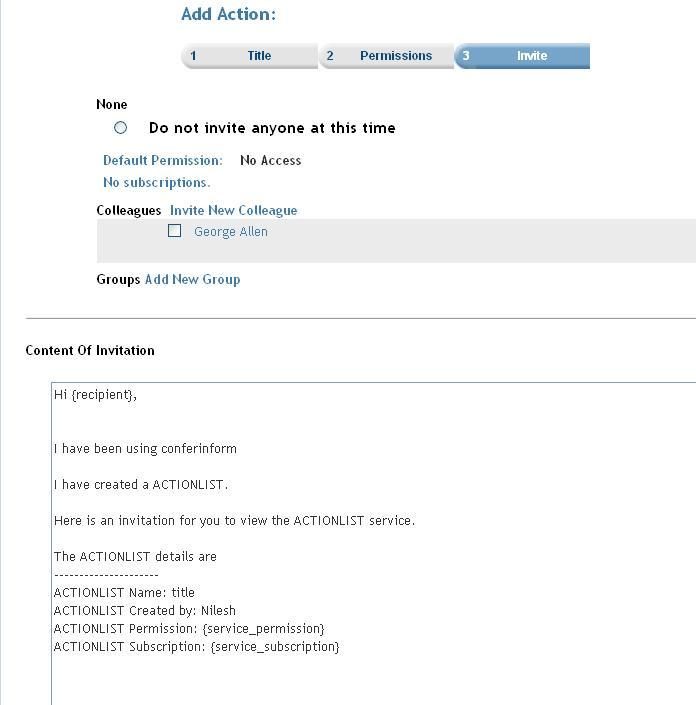 Add Action:
1 Title 2 Permissions 3 Invite
None
Do not invite anyone at this time
Default Permission: No Access
No subscriptions.
Colleagues Invite New Colleague
George Allen
Groups Add New Group
Content Of Invitation
Hi {recipient},
I have been using conferinform
I have created a ACTIONLIST.
Here is an invitation for you to view the ACTIONLIST service.
The ACTIONLIST details are
---------------------
ACTIONLIST Name: title
ACTIONLIST Created by: Nilesh
ACTIONLIST Permission: {service_permission}
ACTIONLIST Subscription: {service_subscription}